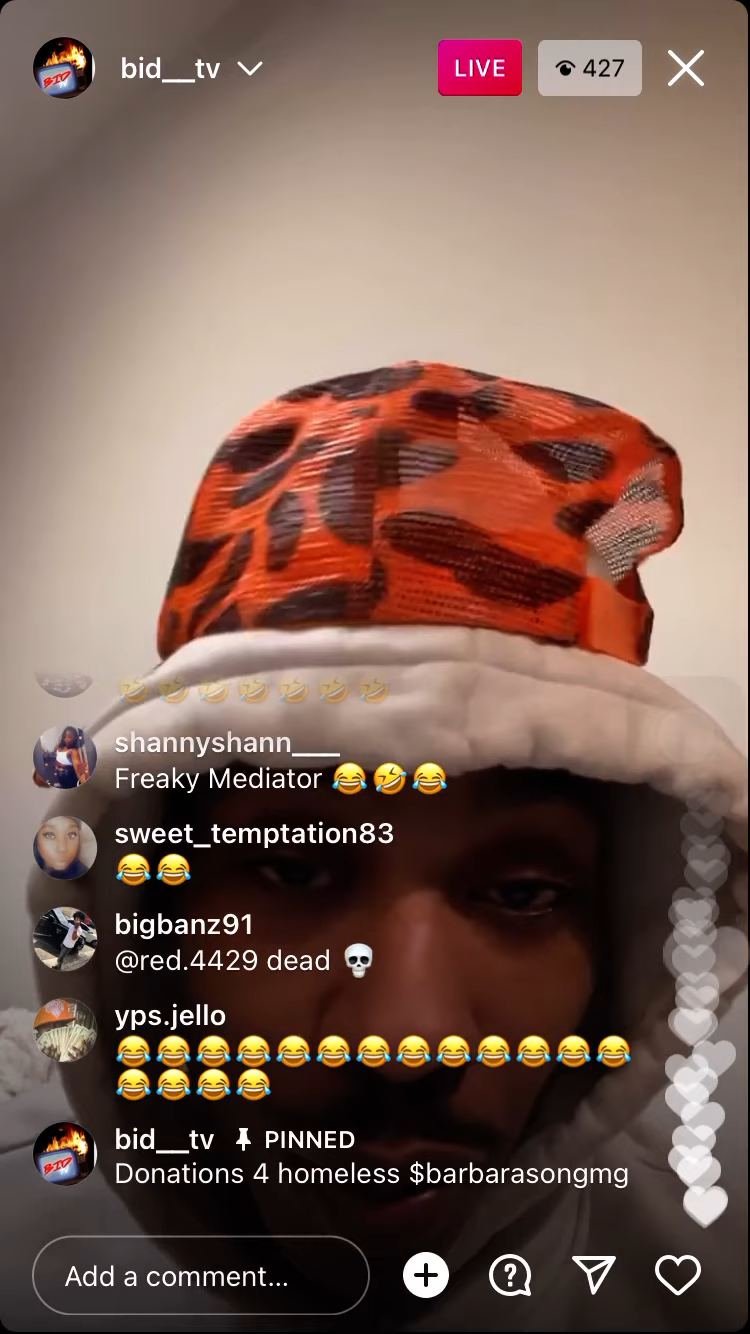 bid__tv
LIVE
427
🤣🤣🤣🤣🤣🤣🤣
shannyshann____
Freaky Mediator 😂🤣😂
sweet_temptation83
😂😂
bigbanz91
@red.4429 dead 💀
yps.jello
😂😂😂😂😂😂😂😂😂😂😂😂😂
😂😂😂😂
bid__tv PINNED
Donations 4 homeless $barbarasongmg
Add a comment...